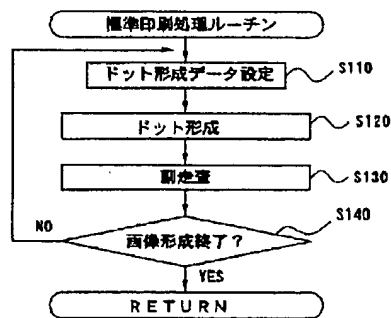 標準印刷処理ルーチン
ドット形成データ設定
S110
ドット形成
S120
副走査
S130
S140
画像形成終了?
NO
YES
RETURN